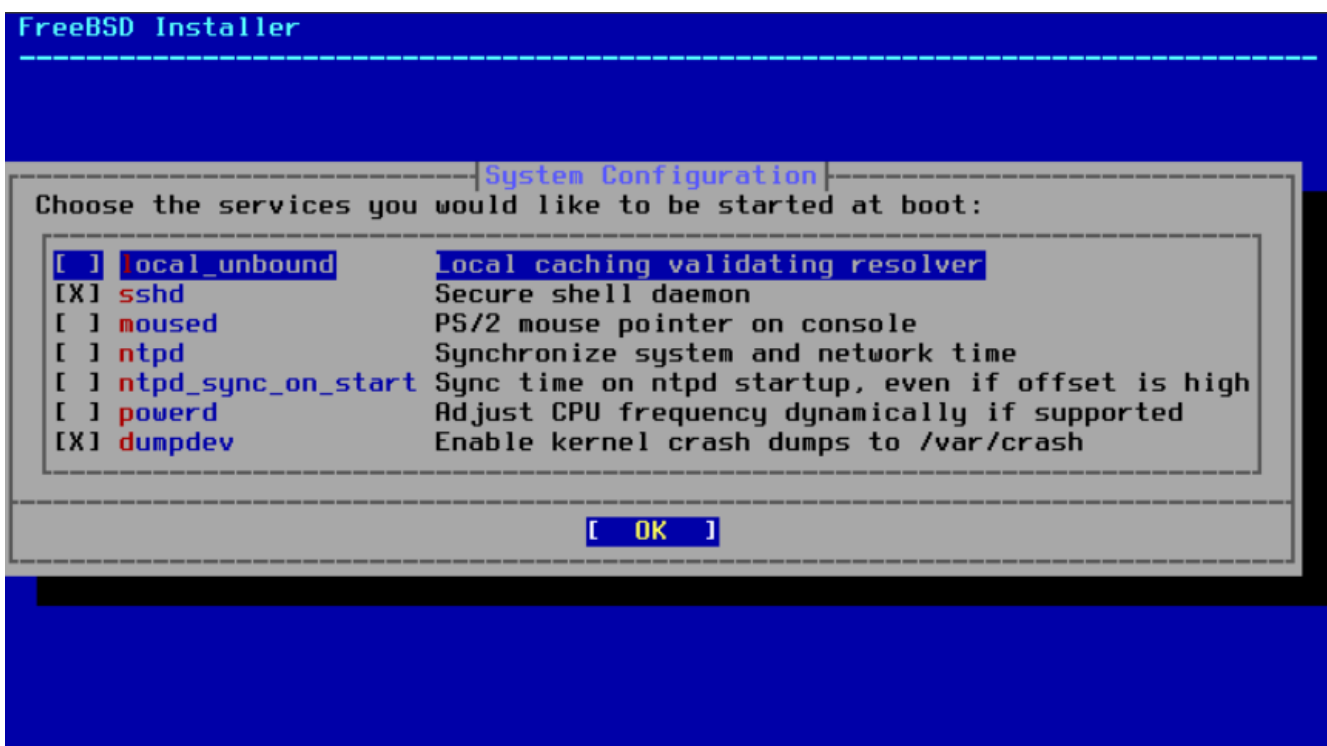 FreeBSD Installer
System Configuration
Choose the services you would like to be started at boot:
[ ] local_unbound Local caching validating resolver
[X] sshd Secure shell daemon
[ ] moused PS/2 mouse pointer on console
[ ] ntpd Synchronize system and network time
[ ] ntpd_sync_on_start Sync time on ntpd startup, even if offset is high
[ ] powerd Adjust CPU frequency dynamically if supported
[X] dumpdev Enable kernel crash dumps to /var/crash
[ OK ]